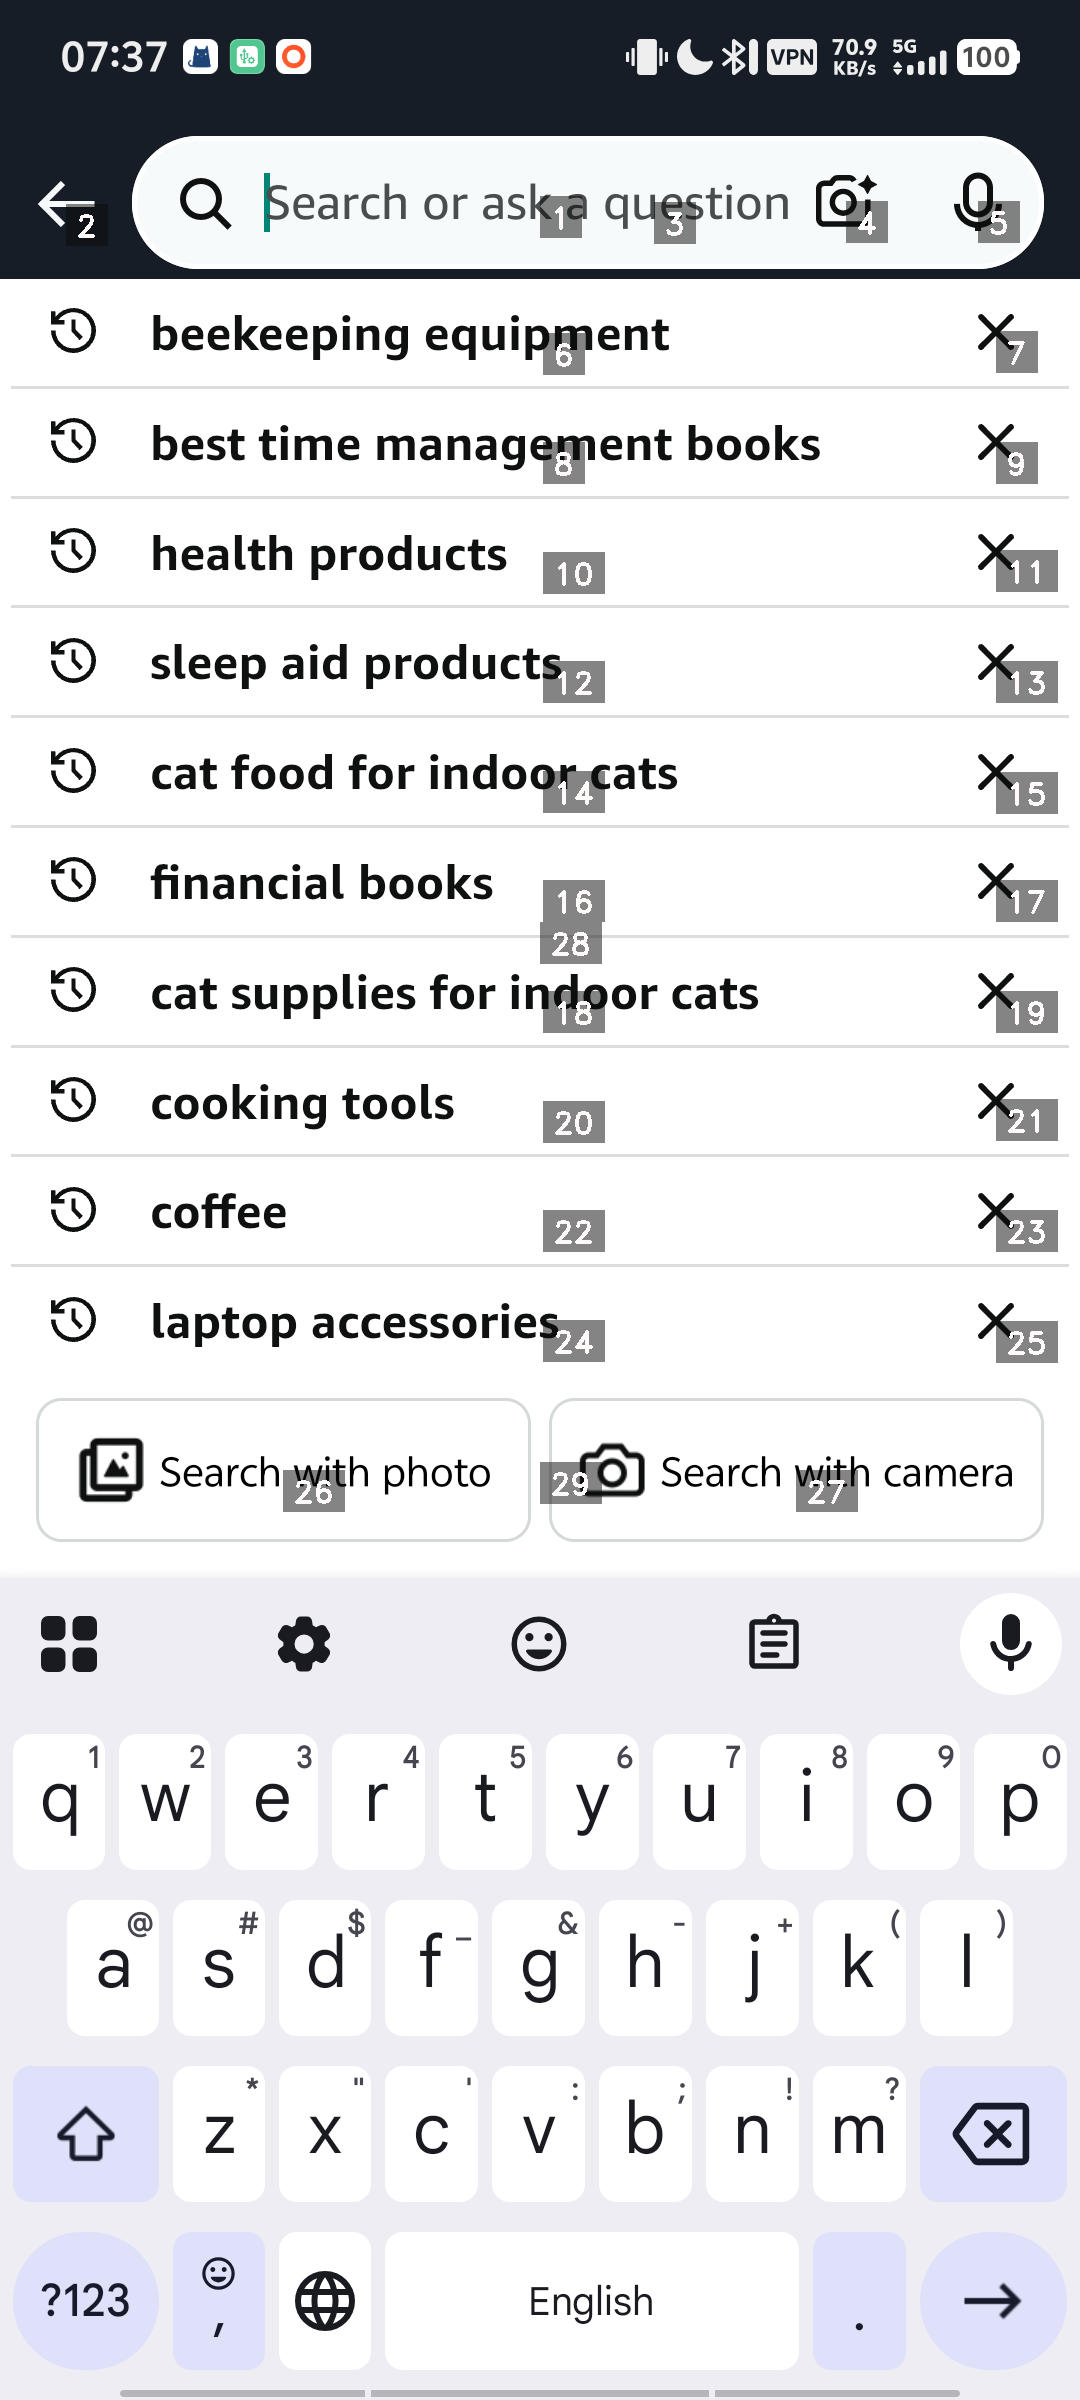 07:37 VPN 70.9 KB/s 5G 100
2 Search or ask a question 1 3 4 5
beekeeping equipment 6 7
best time management books 8 9
health products 10 11
sleep aid products 12 13
cat food for indoor cats 14 15
financial books 16 17
28
cat supplies for indoor cats 18 19
cooking tools 20 21
coffee 22 23
laptop accessories 24 25
Search with photo 26 29 Search with camera 27
1 2 3 4 5 6 7 8 9 0
q w e r t y u i o p
@ # $ _ & - + ( )
a s d f g h j k l
* " ' : ; ! ?
z x c v b n m
?123 , English .